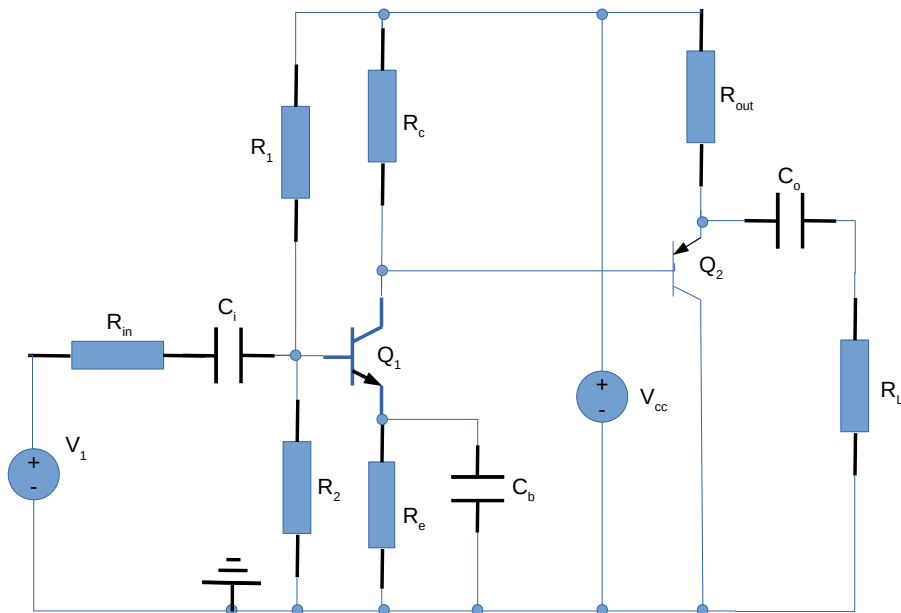 R1
Rc
Rout
Co
Q2
Ci
Rin
Q1
+
-
Vcc
RL
V1
+
-
R2
Re
Cb